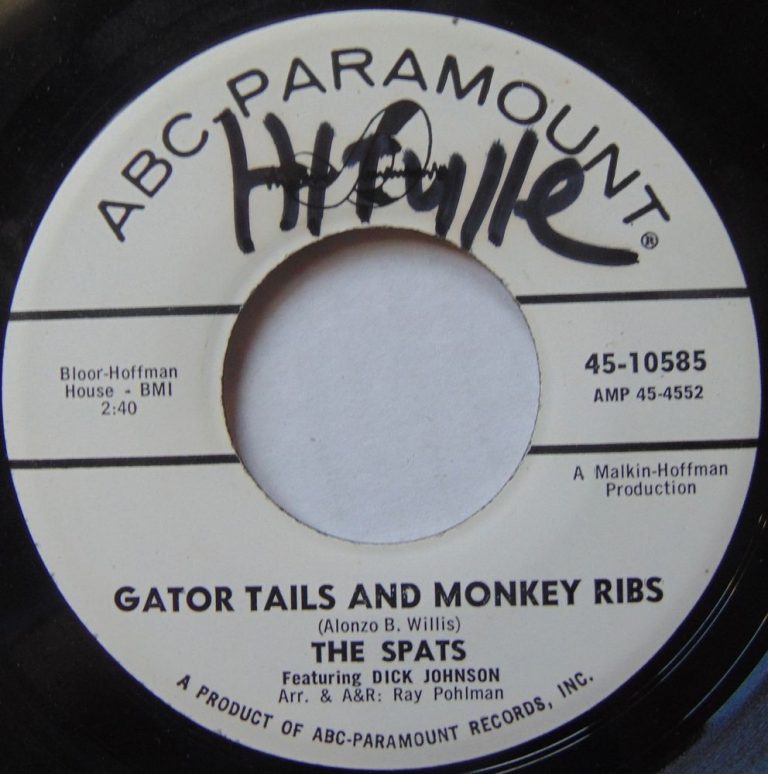 ABC-PARAMOUNT®
Bloor-Hoffman
House - BMI
2:40
45-10585
AMP 45-4552
A Malkin-Hoffman
Production
GATOR TAILS AND MONKEY RIBS
(Alonzo B. Willis)
THE SPATS
Featuring DICK JOHNSON
Arr. & A&R: Ray Pohlman
A PRODUCT OF ABC-PARAMOUNT RECORDS, INC.